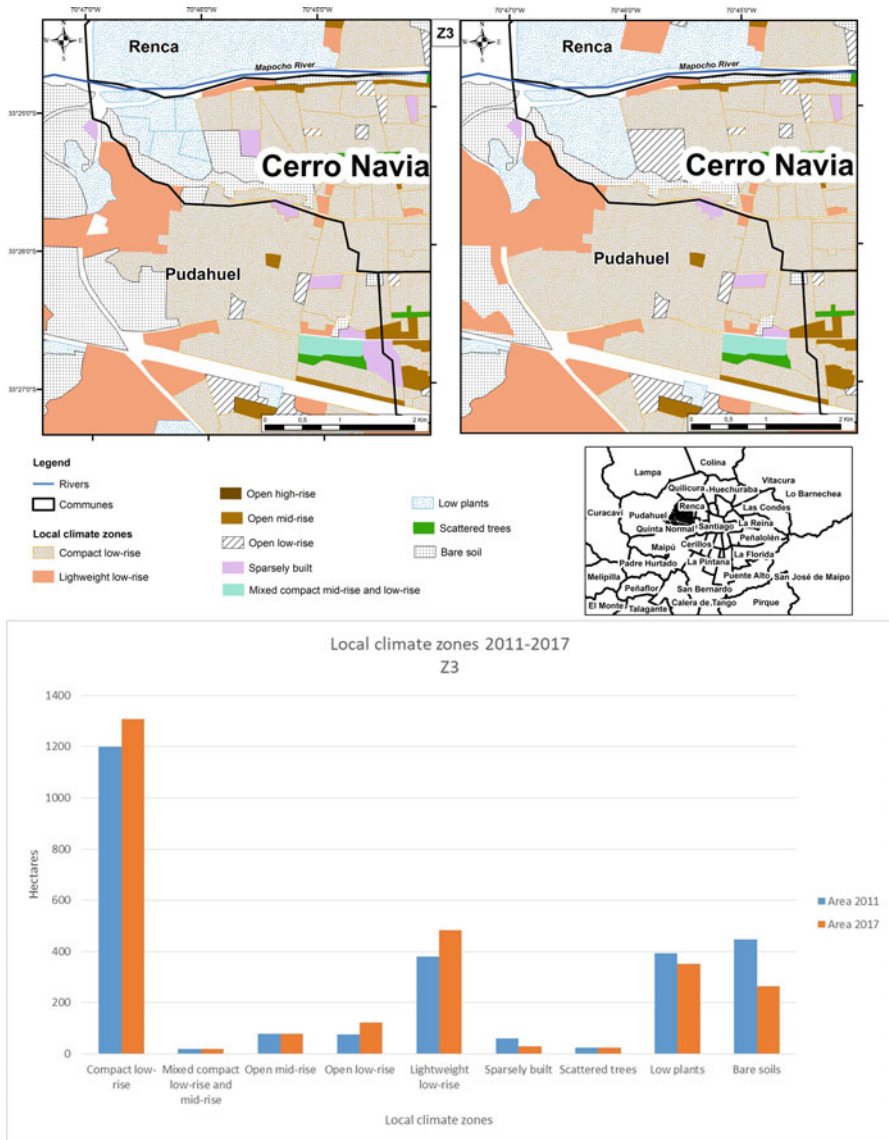 70°47'0"W 70°46'0"W 70°45'0"W
Z3
70°47'0"W 70°46'0"W 70°45'0"W
33°25'0"S
33°26'0"S
33°27'0"S
N
W E
S
Renca
Mapocho River
Cerro Navia
Pudahuel
0 0,5 1 2 Km
N
W E
S
Renca
Mapocho River
Cerro Navia
Pudahuel
0 0,5 1 2 Km
Legend
Rivers
Communes
Local climate zones
Compact low-rise
Lighweight low-rise
Open high-rise
Open mid-rise
Open low-rise
Sparsely built
Mixed compact mid-rise and low-rise
Low plants
Scattered trees
Bare soil
Colina
Lampa
Vitacura
Quilicura Huechuraba
Lo Barnechea
Renca
Las Condes
Curacaví Pudahuel
Santiago La Reina
Quinta Normal
Peñalolén
Maipú Cerillos
La Florida
Padre Hurtado La Pintana
Melipilla Puente Alto San José de Maipo
Peñaflor San Bernardo
El Monte Calera de Tango Pirque
Talagante
Local climate zones 2011-2017
Z3
Hectares
1400
1200
1000
800
600
400
200
0
Compact low-rise
Mixed compact low-rise and mid-rise
Open mid-rise
Open low-rise
Lightweight low-rise
Sparsely built
Scattered trees
Low plants
Bare soils
Local climate zones
Area 2011
Area 2017